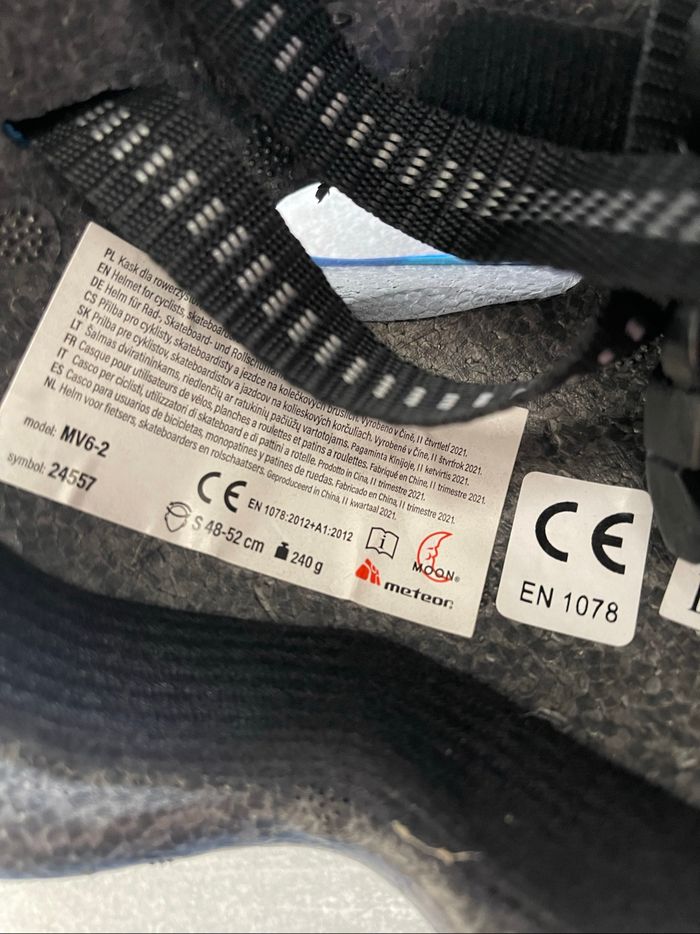 PL Kask dla rowerzystów
EN Helmet for cyclists, skateboard
DE Helm für Rad-, Skateboard- und Rollschuh
CS Přilba pro cyklisty, skateboardisty a jezdce na kolečkových bruslích. Vyrobeno v Číně, II čtvrtletí 2021.
SK Prilba pre cyklistov, skateboardistov a jazdcov na kolieskových korčuliach. Vyrobené v Číne, II štvrťrok 2021.
LT Šalmas dviratininkams, riedlenčių ar ratukinių pačiūžų vartotojams. Pagaminta Kinijoje, II ketvirtis 2021.
FR Casque pour utilisateurs de vélos, planches a roulettes et patins a roulettes. Fabriqué en Chine, II trimestre 2021.
IT Casco per ciclisti, utilizzatori di skateboard e di pattini a rotelle. Prodotto in Cina, II trimestre 2021.
ES Casco para usuarios de bicicletas, monopatines y patines de ruedas. Fabricado en China, II trimestre 2021.
NL Helm voor fietsers, skateboarders en rolschaatsers. Geproduceerd in China, II kwartaal 2021.
model: MV6-2
symbol: 24557
CE EN 1078:2012+A1:2012
S 48-52 cm 240 g
MOON®
meteor®
CE
EN 1078